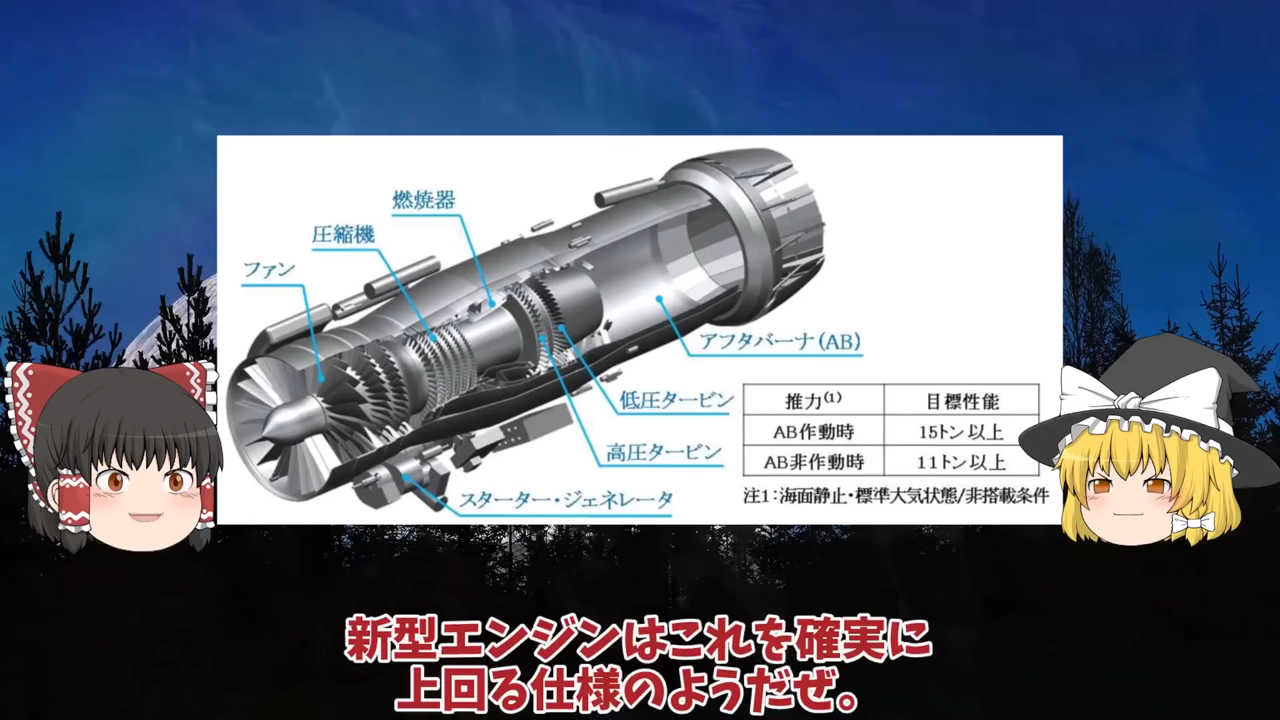 燃焼器
圧縮機
ファン
アフタバーナ(AB)
低圧タービン
高圧タービン
スターター・ジェネレータ
推力(1) 目標性能
AB作動時 15トン以上
AB非作動時 11トン以上
注1:海面静止・標準大気状態/非搭載条件
新型エンジンはこれを確実に
上回る仕様のようだぜ。